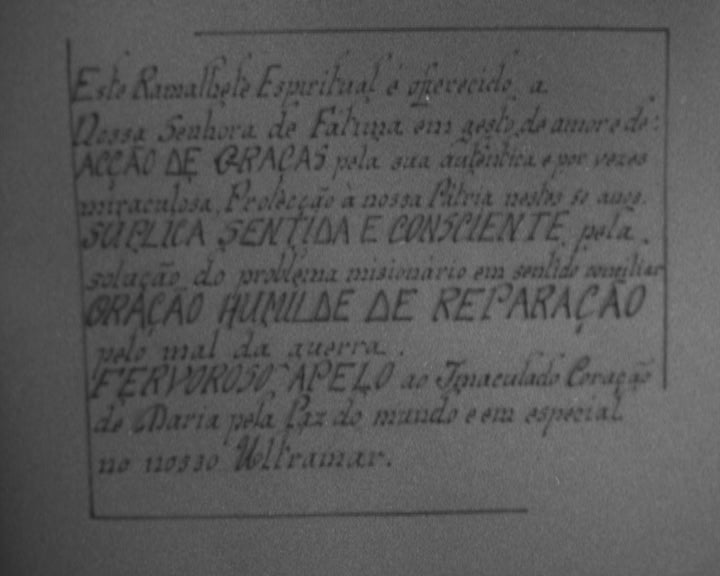 Este Ramalhete Espiritual é oferecido a
Nossa Senhora de Fátima em gesto de amor e de:
ACÇÃO DE GRAÇAS pela sua autêntica e por vezes
miraculosa, Protecção à nossa Pátria nestes 50 anos.
SÚPLICA SENTIDA E CONSCIENTE pela
solução do problema misionário em sentido conciliar
ORAÇÃO HUMILDE DE REPARAÇÃO
pelo mal da guerra.
FERVOROSO APELO ao Imaculado Coração
de Maria pela Paz do mundo e em especial
no nosso Ultramar.